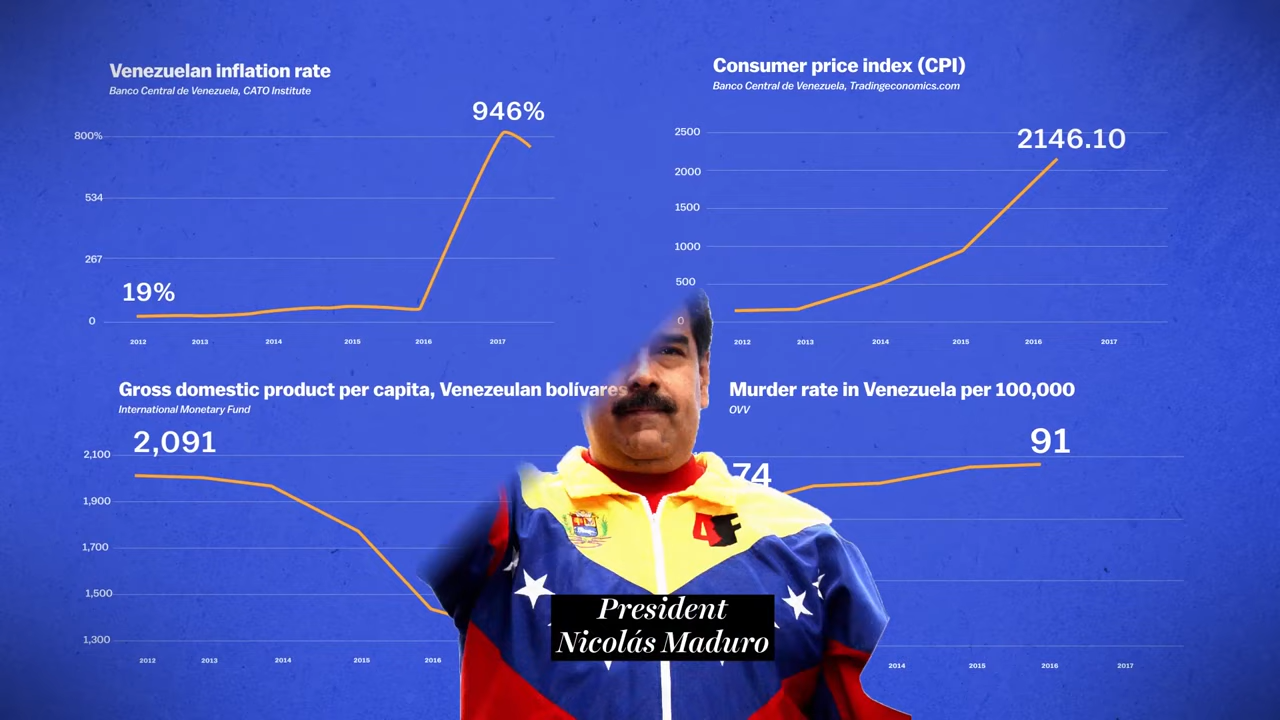 Venezuelan inflation rate
Banco Central de Venezuela, CATO Institute
946%
800%
534
267
19%
0
2012 2013 2014 2015 2016 2017
Consumer price index (CPI)
Banco Central de Venezuela, Tradingeconomics.com
2146.10
2500
2000
1500
1000
500
0
2012 2013 2014 2015 2016 2017
Gross domestic product per capita, Venezeulan bolívares
International Monetary Fund
2,091
2,100
1,900
1,700
1,500
1,300
2012 2013 2014 2015 2016
Murder rate in Venezuela per 100,000
OVV
91
74
2014 2015 2016 2017
4F
President
Nicolás Maduro